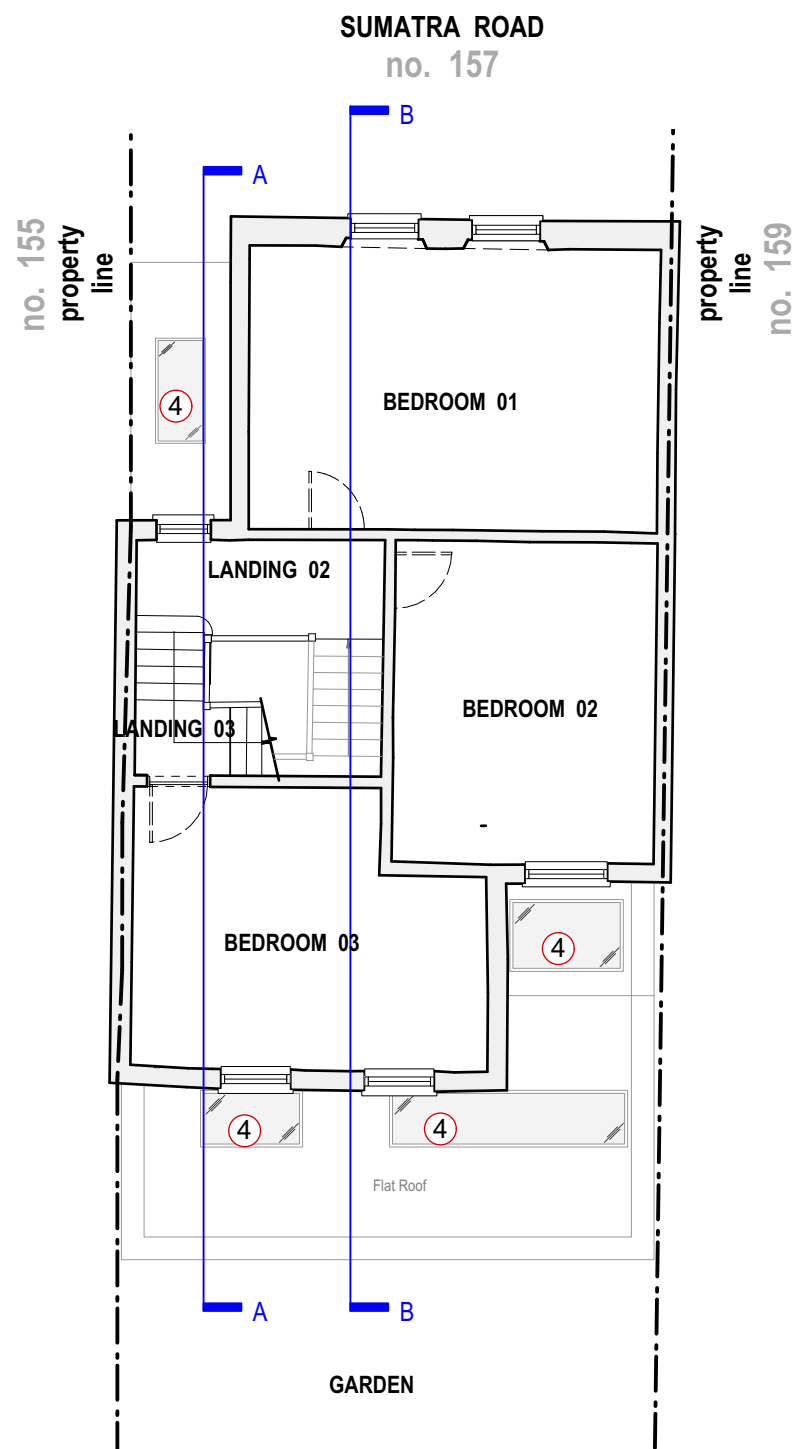 SUMATRA ROAD
no. 157
B
A
no. 155
property
line
property
line
no. 159
4
BEDROOM 01
LANDING 02
BEDROOM 02
LANDING 03
BEDROOM 03
4
4
4
Flat Roof
A
B
GARDEN